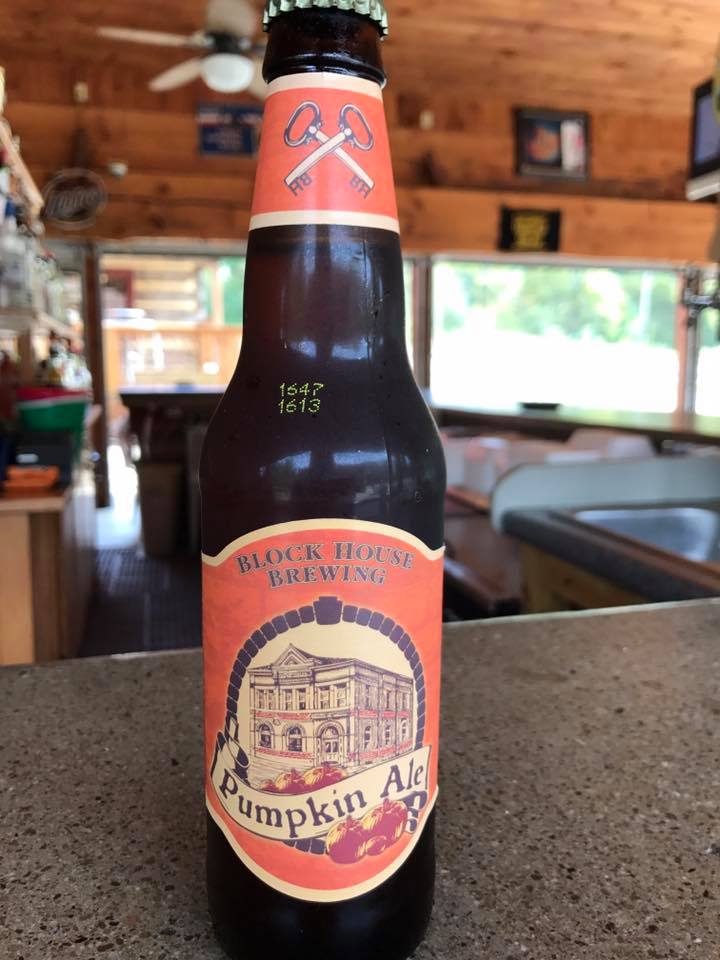 1647
1613
BLOCK HOUSE
BREWING
Pumpkin Ale